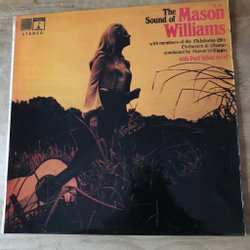 STEREO
The
Sound of
Mason
Williams
with members of the Oklahoma City
Orchestra & Chorus
conducted by Mason Williams
with Paul Sykes, vocal